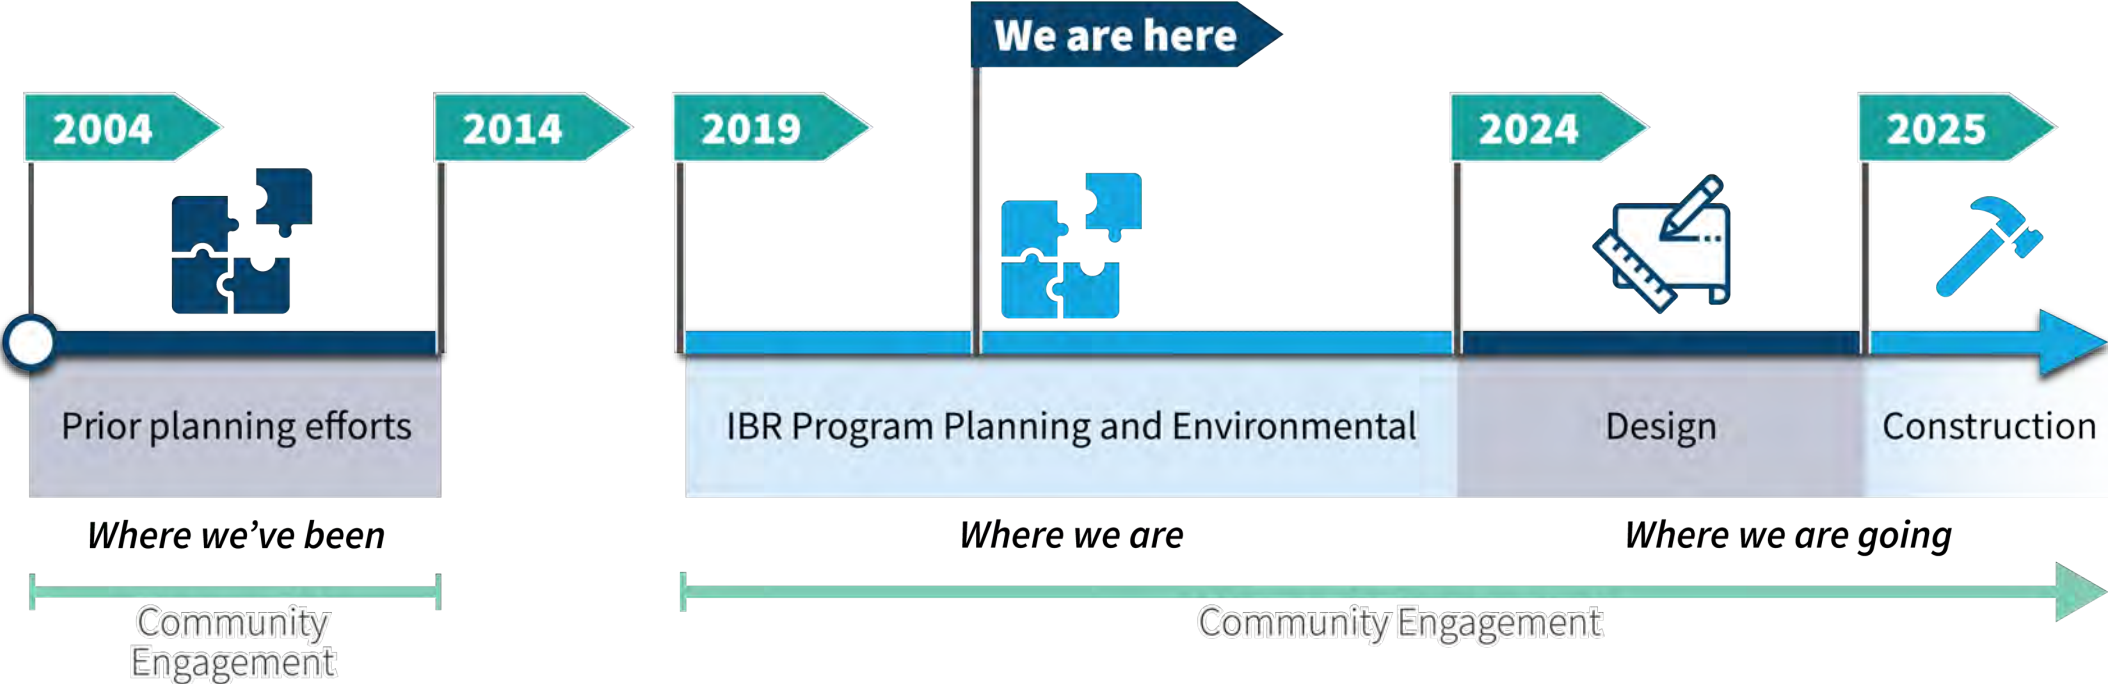 We are here
2004
2014
2019
2024
2025
Prior planning efforts
IBR Program Planning and Environmental
Design
Construction
Where we’ve been
Where we are
Where we are going
Community
Engagement
Community Engagement